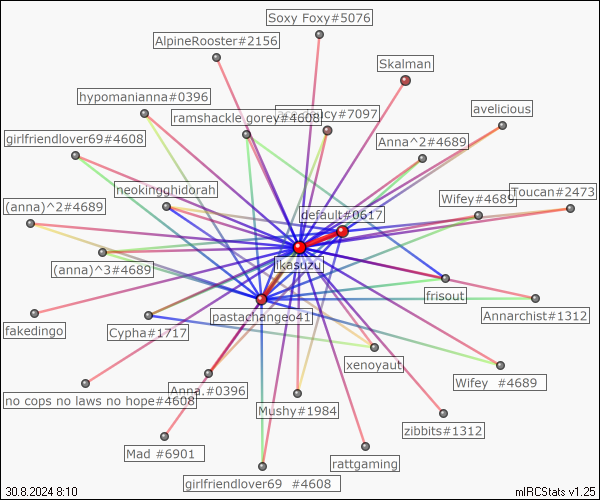 Soxy Foxy#5076
AlpineRooster#2156
Skalman
hypomanianna#0396
avelicious
ramshackle gorey#4608
cy#7097
girlfriendlover69#4608
Anna^2#4689
neokingghidorah
Toucan#2473
Wifey#4689
(anna)^2#4689
default#0617
ikasuzu
(anna)^3#4689
frisout
pastachangeo41
Annarchist#1312
fakedingo
Cypha#1717
xenoyaut
Wifey #4689
Anna.#0396
no cops no laws no hope#4608
Mushy#1984
zibbits#1312
Mad #6901
rattgaming
girlfriendlover69 #4608
30.8.2024 8:10
mIRCStats v1.25